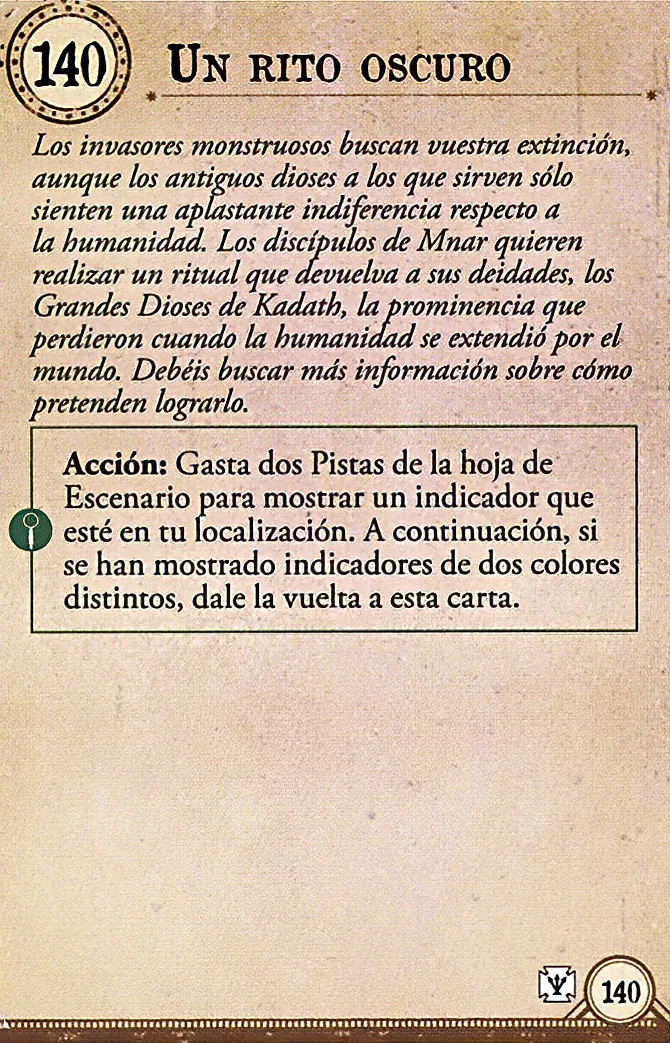 140
UN RITO OSCURO
Los invasores monstruosos buscan vuestra extinción,
aunque los antiguos dioses a los que sirven sólo
sienten una aplastante indiferencia respecto a
la humanidad. Los discípulos de Mnar quieren
realizar un ritual que devuelva a sus deidades, los
Grandes Dioses de Kadath, la prominencia que
perdieron cuando la humanidad se extendió por el
mundo. Debéis buscar más información sobre cómo
pretenden lograrlo.
Acción: Gasta dos Pistas de la hoja de
Escenario para mostrar un indicador que
esté en tu localización. A continuación, si
se han mostrado indicadores de dos colores
distintos, dale la vuelta a esta carta.
140